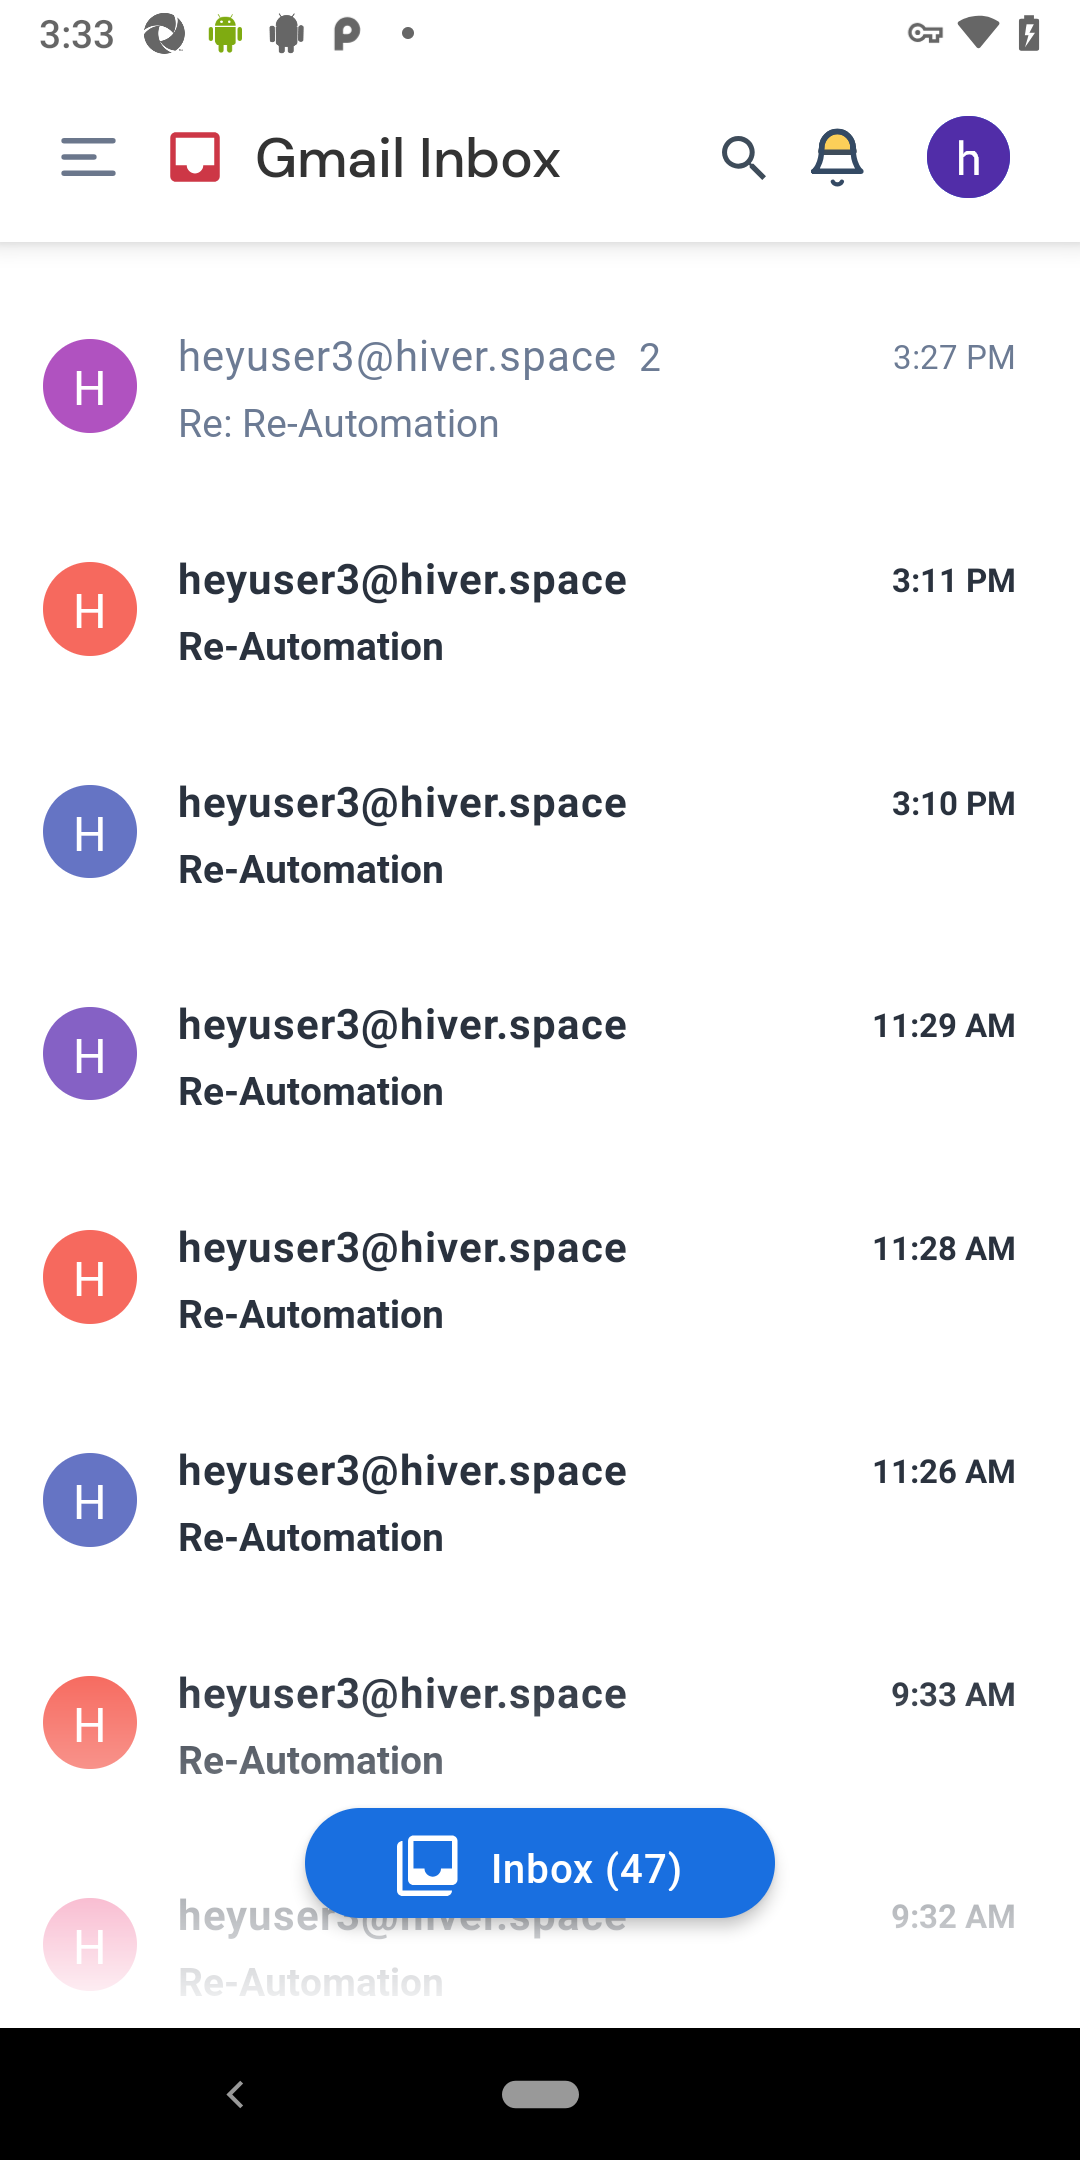 3:33
Gmail Inbox
h
H
heyuser3@hiver.space 2
3:27 PM
Re: Re-Automation
H
heyuser3@hiver.space
3:11 PM
Re-Automation
H
heyuser3@hiver.space
3:10 PM
Re-Automation
H
heyuser3@hiver.space
11:29 AM
Re-Automation
H
heyuser3@hiver.space
11:28 AM
Re-Automation
H
heyuser3@hiver.space
11:26 AM
Re-Automation
H
heyuser3@hiver.space
9:33 AM
Re-Automation
Inbox (47)
H
heyuser3@hiver.space
9:32 AM
Re-Automation